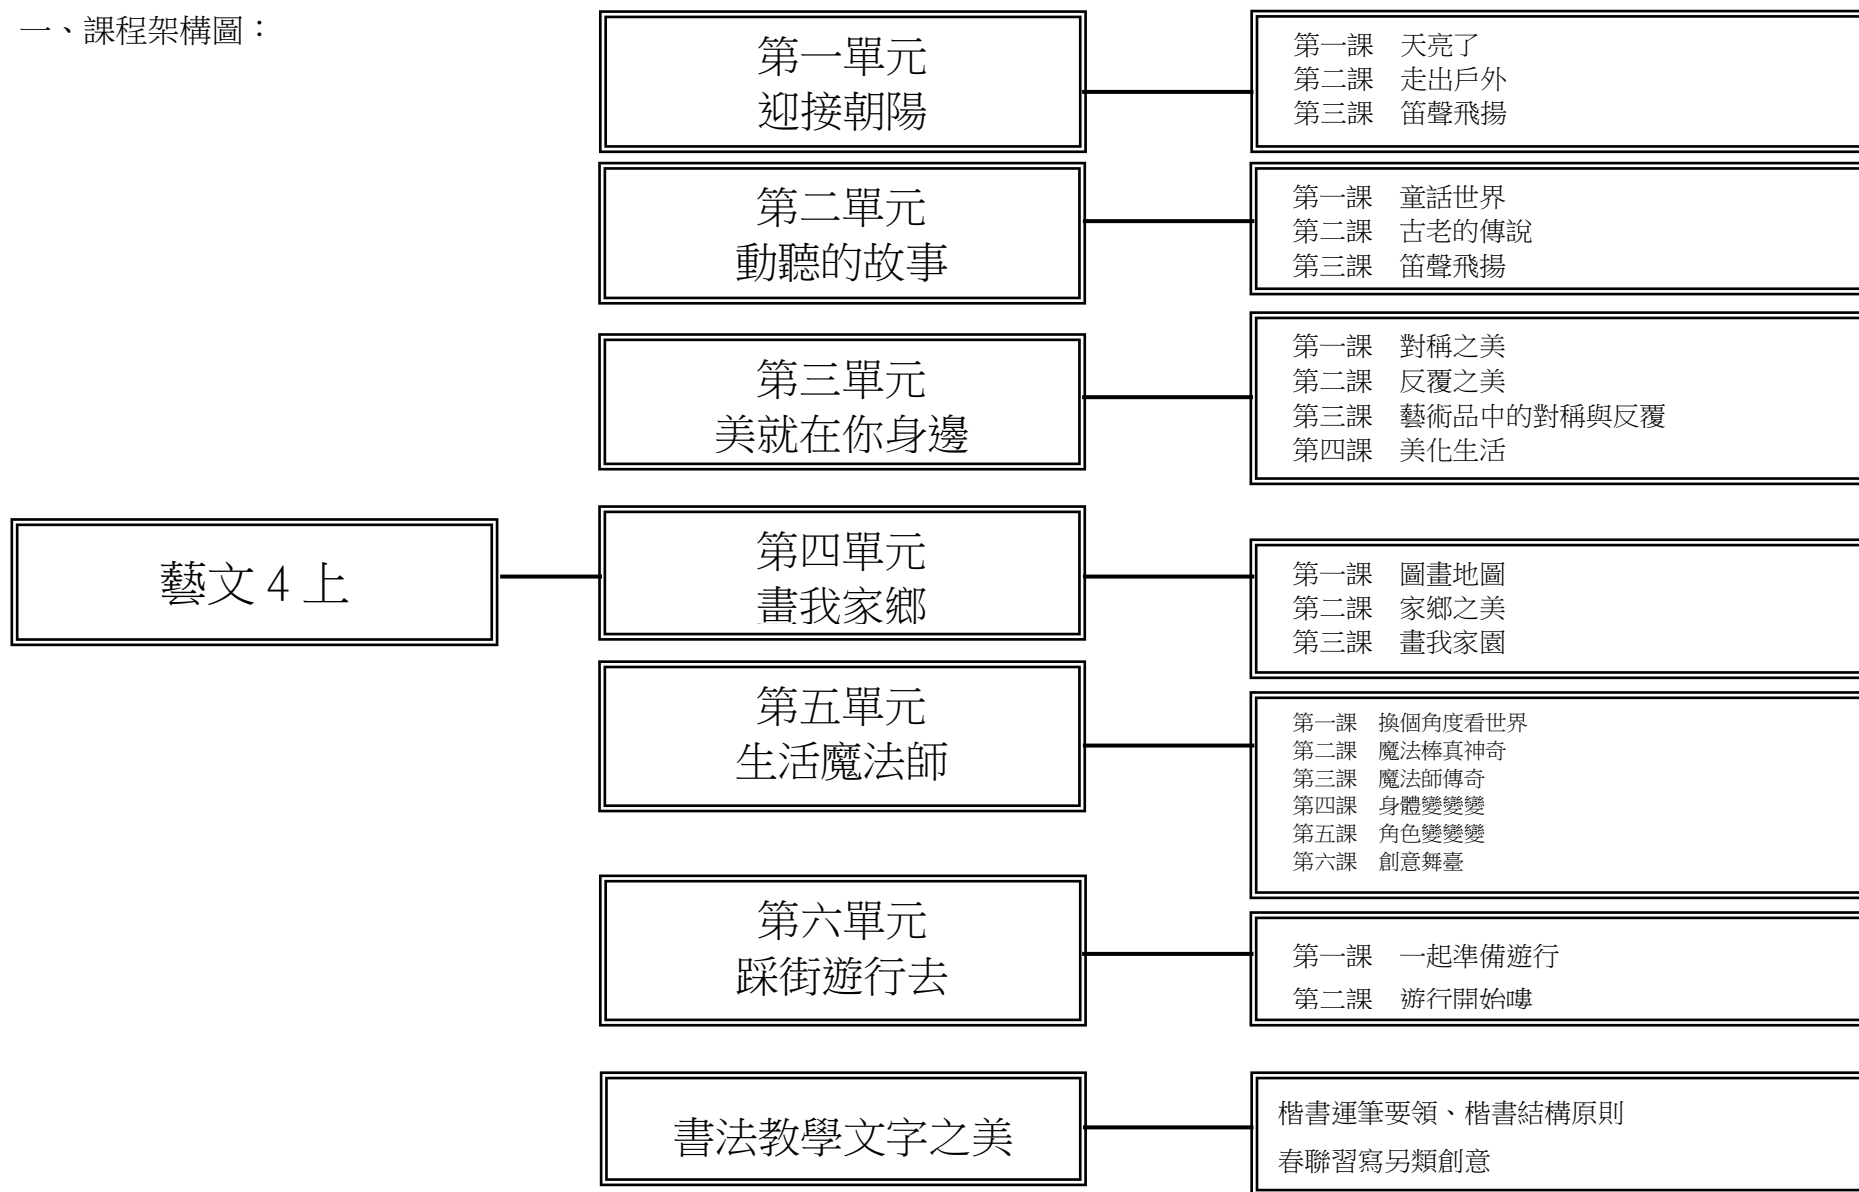 一、課程架構圖：
藝文 4 上
第一單元
迎接朝陽
第一課　天亮了
第二課　走出戶外
第三課　笛聲飛揚
第二單元
動聽的故事
第一課　童話世界
第二課　古老的傳說
第三課　笛聲飛揚
第三單元
美就在你身邊
第一課　對稱之美
第二課　反覆之美
第三課　藝術品中的對稱與反覆
第四課　美化生活
第四單元
畫我家鄉
第一課　圖畫地圖
第二課　家鄉之美
第三課　畫我家園
第五單元
生活魔法師
第一課　換個角度看世界
第二課　魔法棒真神奇
第三課　魔法師傳奇
第四課　身體變變變
第五課　角色變變變
第六課　創意舞臺
第六單元
踩街遊行去
第一課　一起準備遊行
第二課　遊行開始嘍
書法教學文字之美
楷書運筆要領、楷書結構原則
春聯習寫另類創意